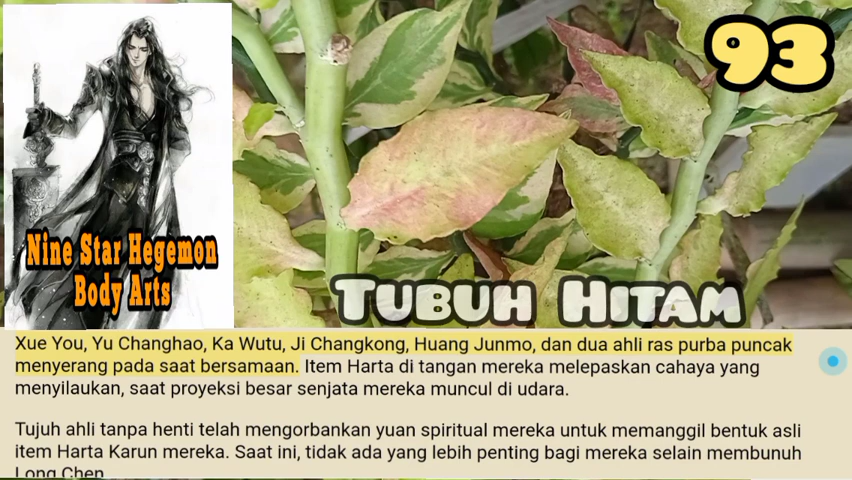 93
Nine Star Hegemon
Body Arts
TUBUH HITAM
Xue You, Yu Changhao, Ka Wutu, Ji Changkong, Huang Junmo, dan dua ahli ras purba puncak
menyerang pada saat bersamaan. Item Harta di tangan mereka melepaskan cahaya yang
menyilaukan, saat proyeksi besar senjata mereka muncul di udara.
Tujuh ahli tanpa henti telah mengorbankan yuan spiritual mereka untuk memanggil bentuk asli
item Harta Karun mereka. Saat ini, tidak ada yang lebih penting bagi mereka selain membunuh
Long Chen